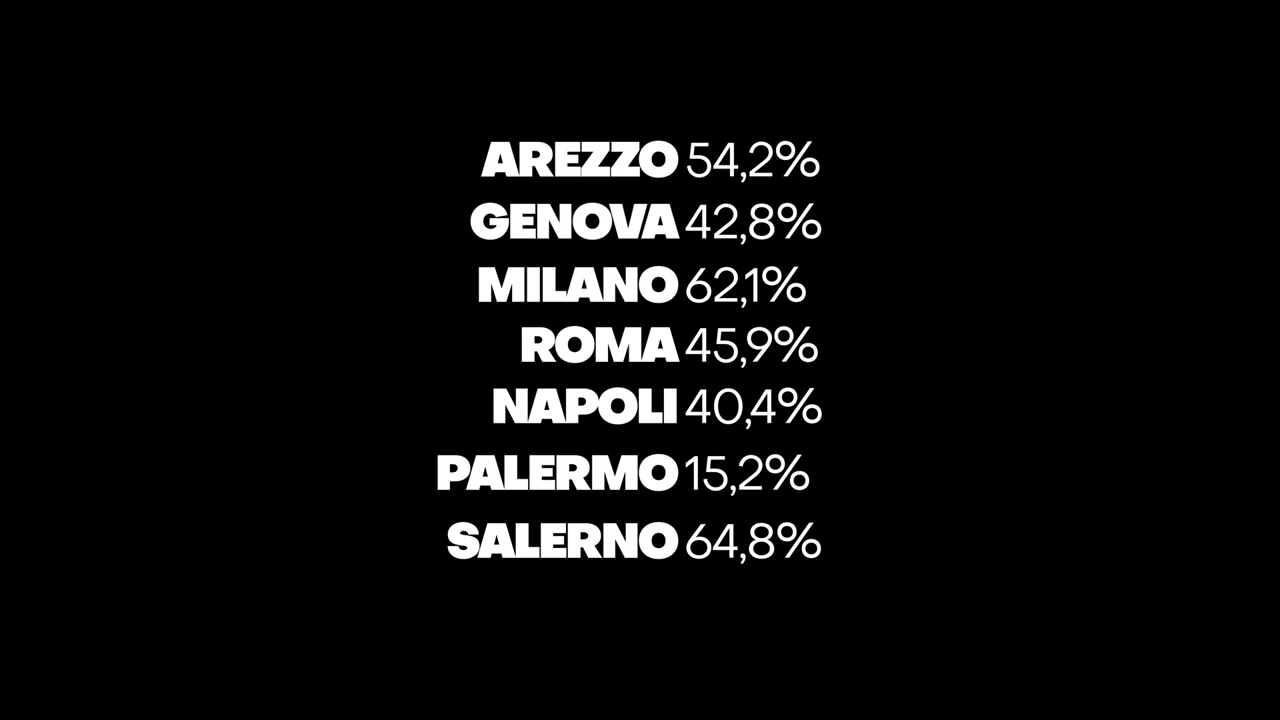 AREZZO 54,2%
GENOVA 42,8%
MILANO 62,1%
ROMA 45,9%
NAPOLI 40,4%
PALERMO 15,2%
SALERNO 64,8%